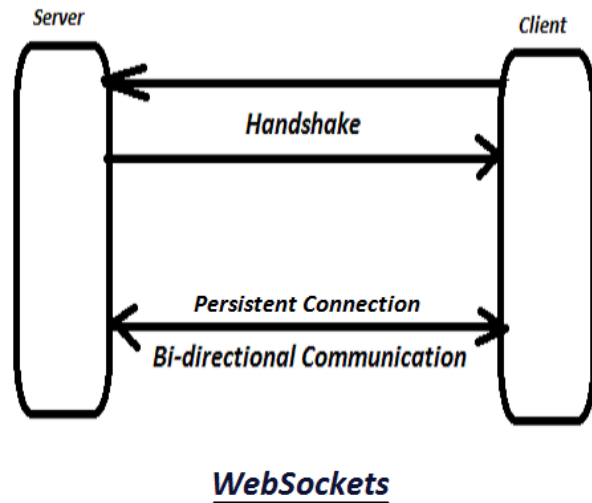 Server
Client
Handshake
Persistent Connection
Bi-directional Communication
WebSockets